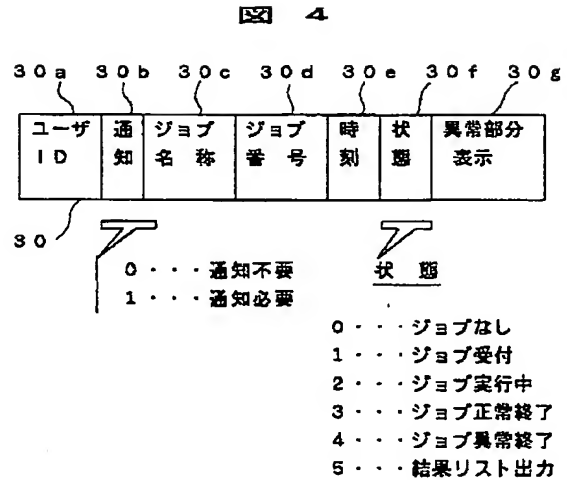 図 4
30a 30b 30c 30d 30e 30f 30g
ユーザ 通 ジョブ ジョブ 時 状 異常部分
ID 知 名 称 番 号 刻 態 表示
30
0・・・通知不要
1・・・通知必要
状 態
0・・・ジョブなし
1・・・ジョブ受付
2・・・ジョブ実行中
3・・・ジョブ正常終了
4・・・ジョブ異常終了
5・・・結果リスト出力